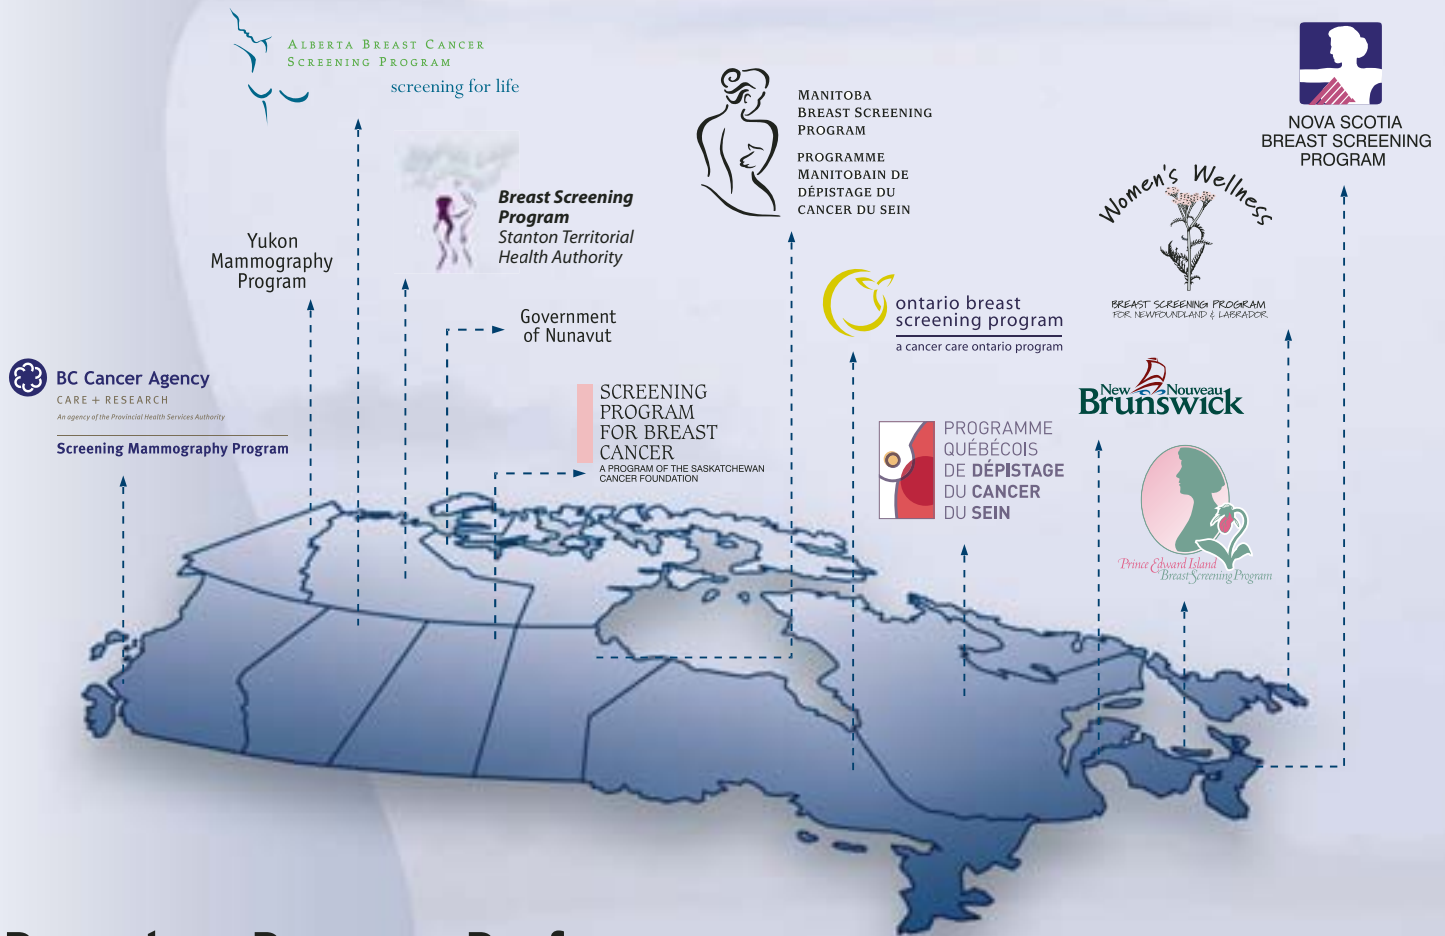 ALBERTA BREAST CANCER
SCREENING PROGRAM
screening for life
Breast Screening
Program
Stanton Territorial
Health Authority
Yukon
Mammography
Program
Government
of Nunavut
BC Cancer Agency
CARE + RESEARCH
An agency of the Provincial Health Services Authority
Screening Mammography Program
SCREENING
PROGRAM
FOR BREAST
CANCER
A PROGRAM OF THE SASKATCHEWAN
CANCER FOUNDATION
MANITOBA
BREAST SCREENING
PROGRAM
PROGRAMME
MANITOBAIN DE
DÉPISTAGE DU
CANCER DU SEIN
ontario breast
screening program
a cancer care ontario program
PROGRAMME
QUÉBÉCOIS
DE DÉPISTAGE
DU CANCER
DU SEIN
NOVA SCOTIA
BREAST SCREENING
PROGRAM
Women's Wellness
BREAST SCREENING PROGRAM
FOR NEWFOUNDLAND & LABRADOR
New Nouveau
Brunswick
Prince Edward Island
Breast Screening Program